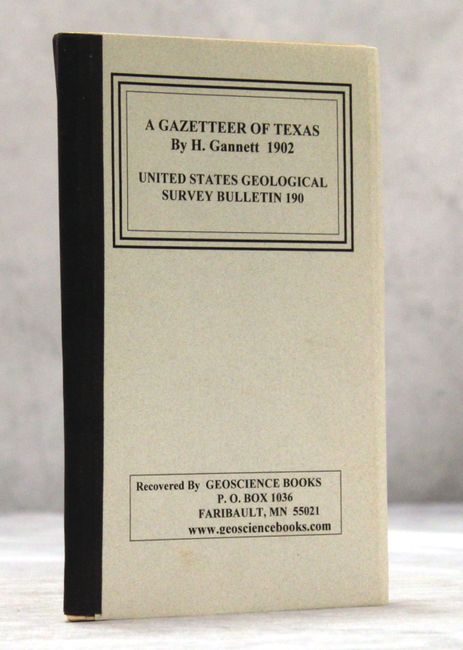 A GAZETTEER OF TEXAS
By H. Gannett 1902
UNITED STATES GEOLOGICAL
SURVEY BULLETIN 190
Recovered By GEOSCIENCE BOOKS
P. O. BOX 1036
FARIBAULT, MN 55021
www.geosciencebooks.com